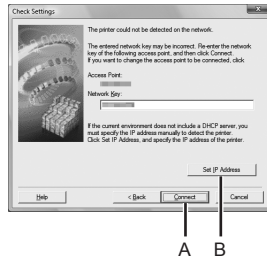 Check Settings
The printer could not be detected on the network.
The entered network key may be incorrect. Re-enter the network
key of the following access point, and then click Connect.
If you want to change the access point to be connected, click
Access Point:
Network Key:
If the current environment does not include a DHCP server, you
must specify the IP address manually to detect the printer.
Click Set IP Address, and specify the IP address of the printer.
Set IP Address
Help
< Back
Connect
Cancel
A B